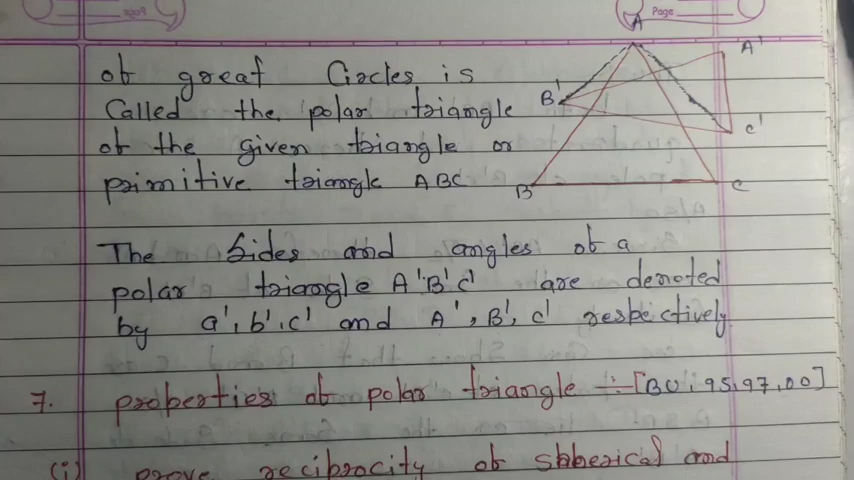 Page
Page
of great Circles is
Called the polar triangle
of the given triangle or
primitive triangle ABC
A
A'
B'
C'
B
C
The Sides and angles of a
polar triangle A'B'C' are denoted
by a', b', c' and A', B', C' respectively.
7. properties of polar triangle ÷ [BU, 95, 97, 00]
(i) prove reciprocity of spherical and